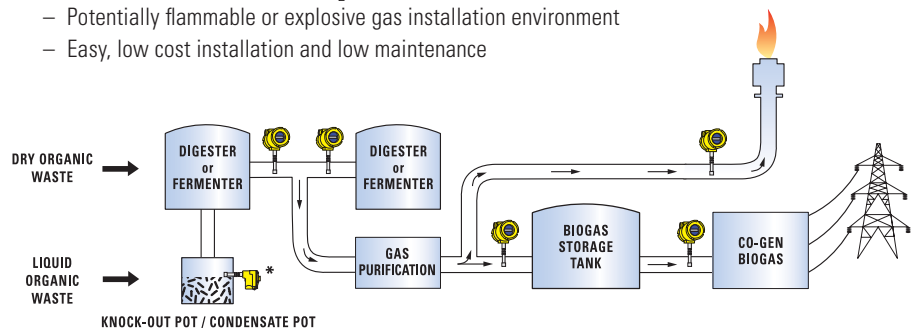 – Potentially flammable or explosive gas installation environment
– Easy, low cost installation and low maintenance
DRY ORGANIC
WASTE
DIGESTER
or
FERMENTER
DIGESTER
or
FERMENTER
LIQUID
ORGANIC
WASTE
*
GAS
PURIFICATION
BIOGAS
STORAGE
TANK
CO-GEN
BIOGAS
KNOCK-OUT POT / CONDENSATE POT